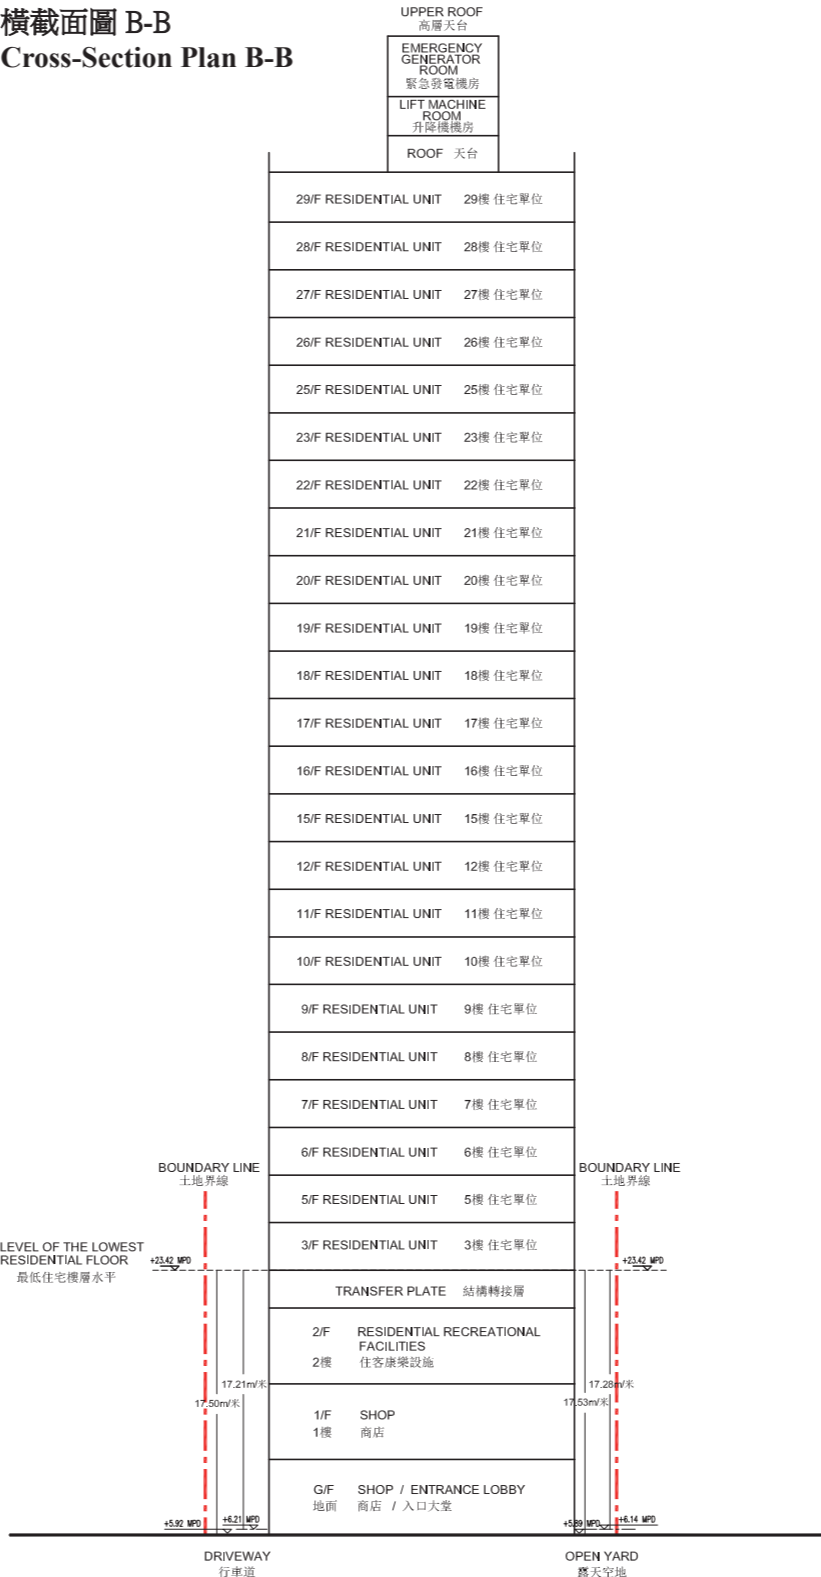 橫截面圖 B-B
Cross-Section Plan B-B
UPPER ROOF
高層天台
EMERGENCY
GENERATOR
ROOM
緊急發電機房
LIFT MACHINE
ROOM
升降機機房
ROOF 天台
29/F RESIDENTIAL UNIT 29樓 住宅單位
28/F RESIDENTIAL UNIT 28樓 住宅單位
27/F RESIDENTIAL UNIT 27樓 住宅單位
26/F RESIDENTIAL UNIT 26樓 住宅單位
25/F RESIDENTIAL UNIT 25樓 住宅單位
23/F RESIDENTIAL UNIT 23樓 住宅單位
22/F RESIDENTIAL UNIT 22樓 住宅單位
21/F RESIDENTIAL UNIT 21樓 住宅單位
20/F RESIDENTIAL UNIT 20樓 住宅單位
19/F RESIDENTIAL UNIT 19樓 住宅單位
18/F RESIDENTIAL UNIT 18樓 住宅單位
17/F RESIDENTIAL UNIT 17樓 住宅單位
16/F RESIDENTIAL UNIT 16樓 住宅單位
15/F RESIDENTIAL UNIT 15樓 住宅單位
12/F RESIDENTIAL UNIT 12樓 住宅單位
11/F RESIDENTIAL UNIT 11樓 住宅單位
10/F RESIDENTIAL UNIT 10樓 住宅單位
9/F RESIDENTIAL UNIT 9樓 住宅單位
8/F RESIDENTIAL UNIT 8樓 住宅單位
7/F RESIDENTIAL UNIT 7樓 住宅單位
6/F RESIDENTIAL UNIT 6樓 住宅單位
BOUNDARY LINE
土地界線
BOUNDARY LINE
土地界線
5/F RESIDENTIAL UNIT 5樓 住宅單位
3/F RESIDENTIAL UNIT 3樓 住宅單位
LEVEL OF THE LOWEST
RESIDENTIAL FLOOR
最低住宅樓層水平
+23.42 MPD
+23.42 MPD
TRANSFER PLATE 結構轉接層
2/F RESIDENTIAL RECREATIONAL
FACILITIES
2樓 住客康樂設施
17.21m/米
17.50m/米
17.28m/米
17.53m/米
1/F SHOP
1樓 商店
G/F SHOP / ENTRANCE LOBBY
地面 商店 / 入口大堂
+5.92 MPD
+6.21 MPD
+5.89 MPD
+6.14 MPD
DRIVEWAY
行車道
OPEN YARD
露天空地